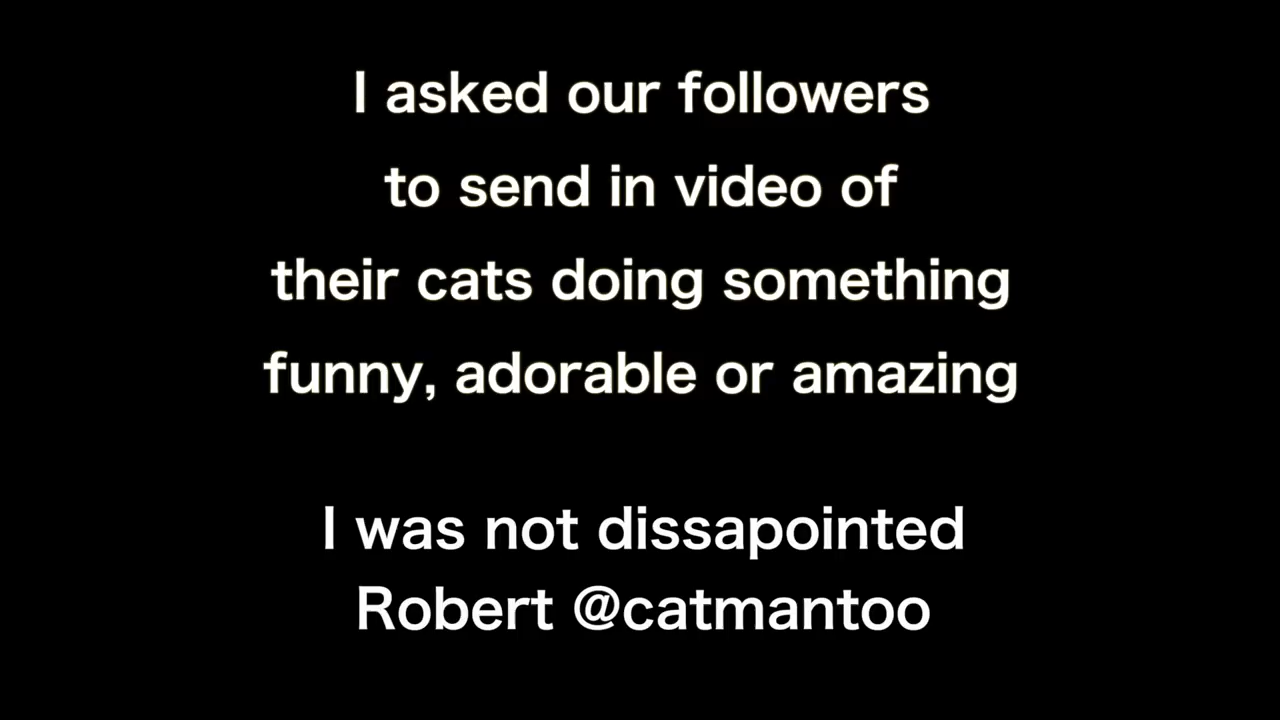 I asked our followers
to send in video of
their cats doing something
funny, adorable or amazing
I was not dissapointed
Robert @catmantoo